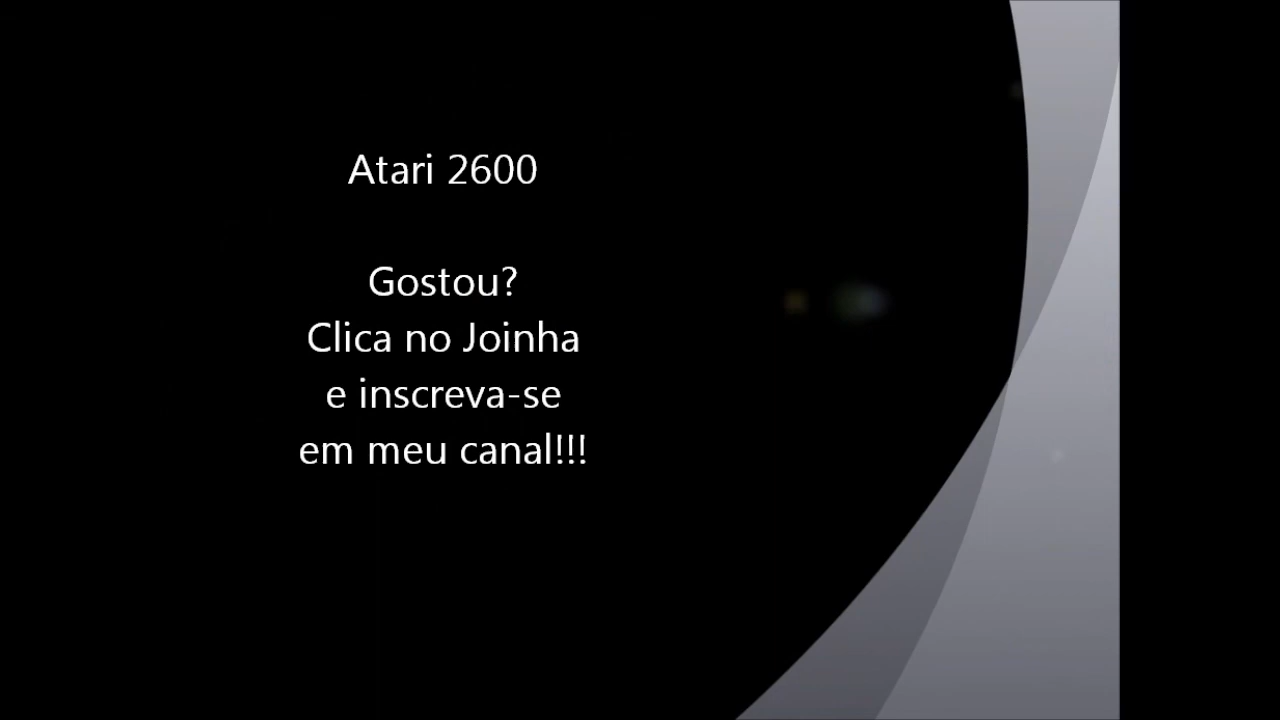 Atari 2600
Gostou?
Clica no Joinha
e inscreva-se
em meu canal!!!